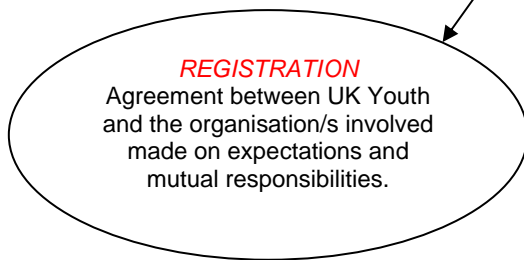 REGISTRATION
Agreement between UK Youth
and the organisation/s involved
made on expectations and
mutual responsibilities.